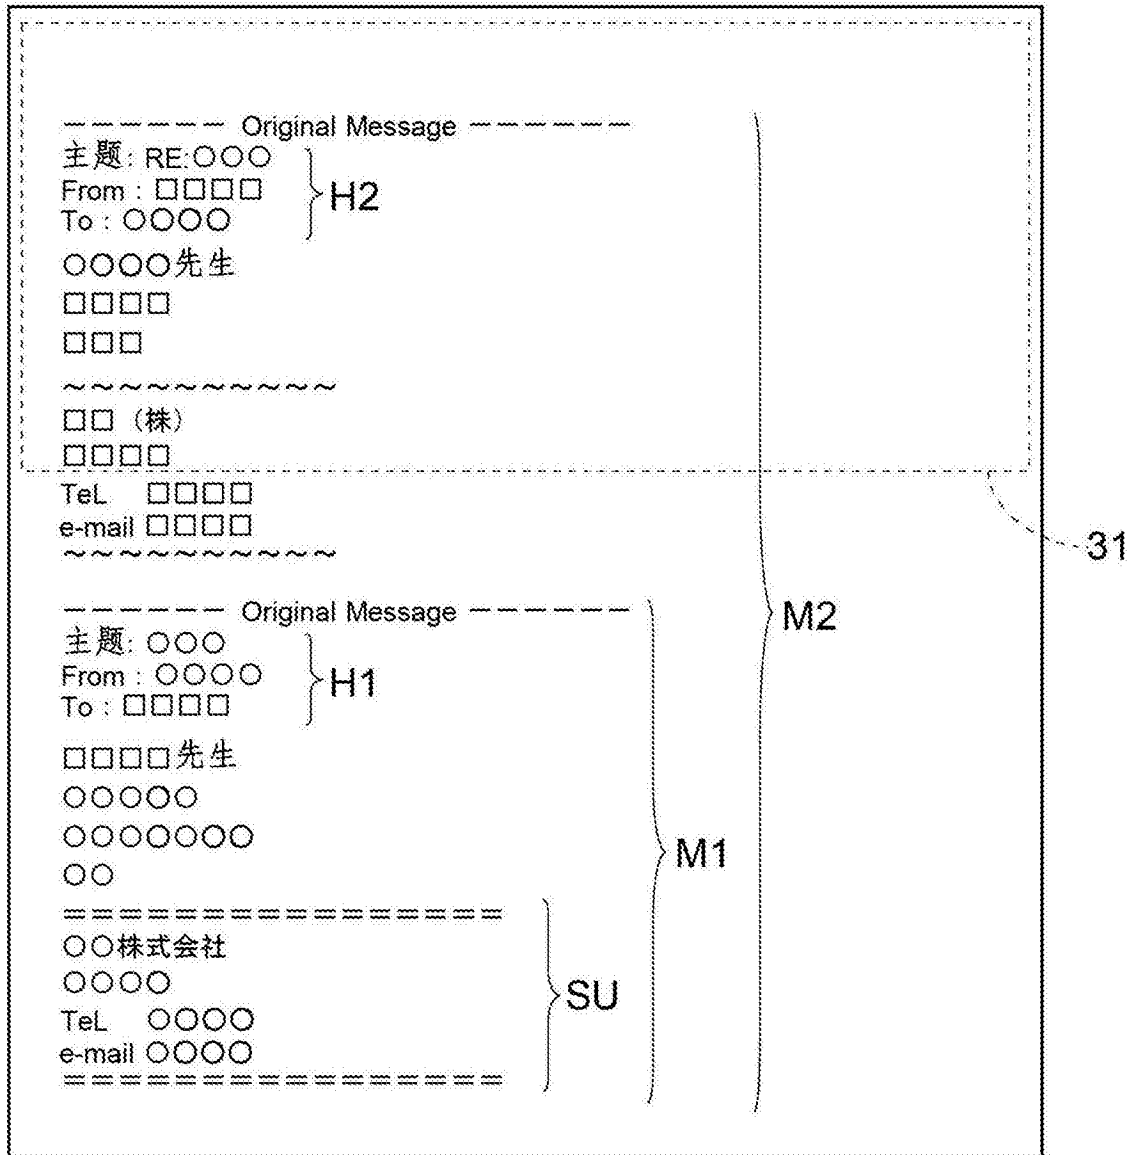 ------ Original Message ------
主题: RE:○○○
From : □□□□
To : ○○○○
H2
○○○○先生
□□□□
□□□
~~~~~~~~~~
□□ (株)
□□□□
TeL □□□□
e-mail □□□□
~~~~~~~~~~
31
------ Original Message ------
M2
主题: ○○○
From : ○○○○
To : □□□□
H1
□□□□先生
○○○○○
○○○○○○○
○○
M1
================
○○株式会社
○○○○
TeL ○○○○
e-mail ○○○○
================
SU